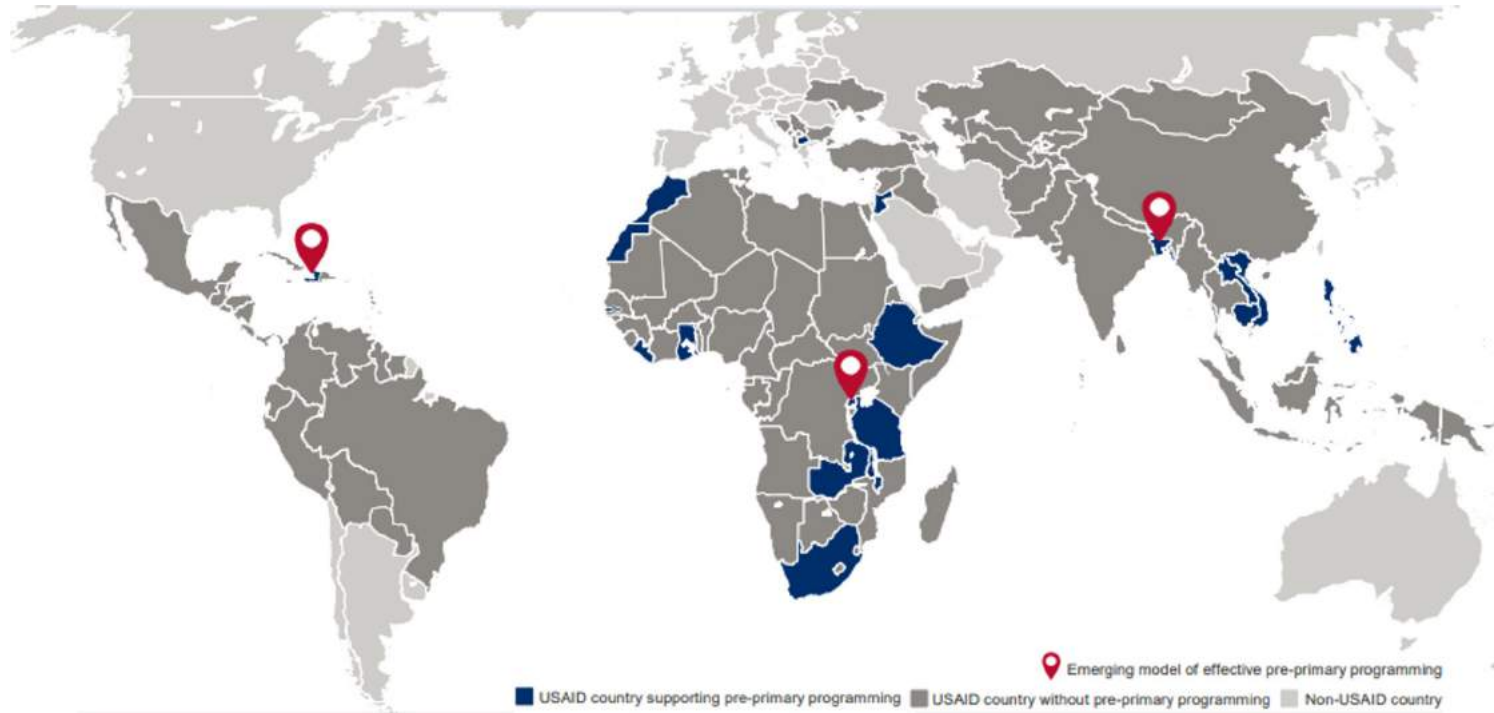 Emerging model of effective pre-primary programming
USAID country supporting pre-primary programming USAID country without pre-primary programming Non-USAID country